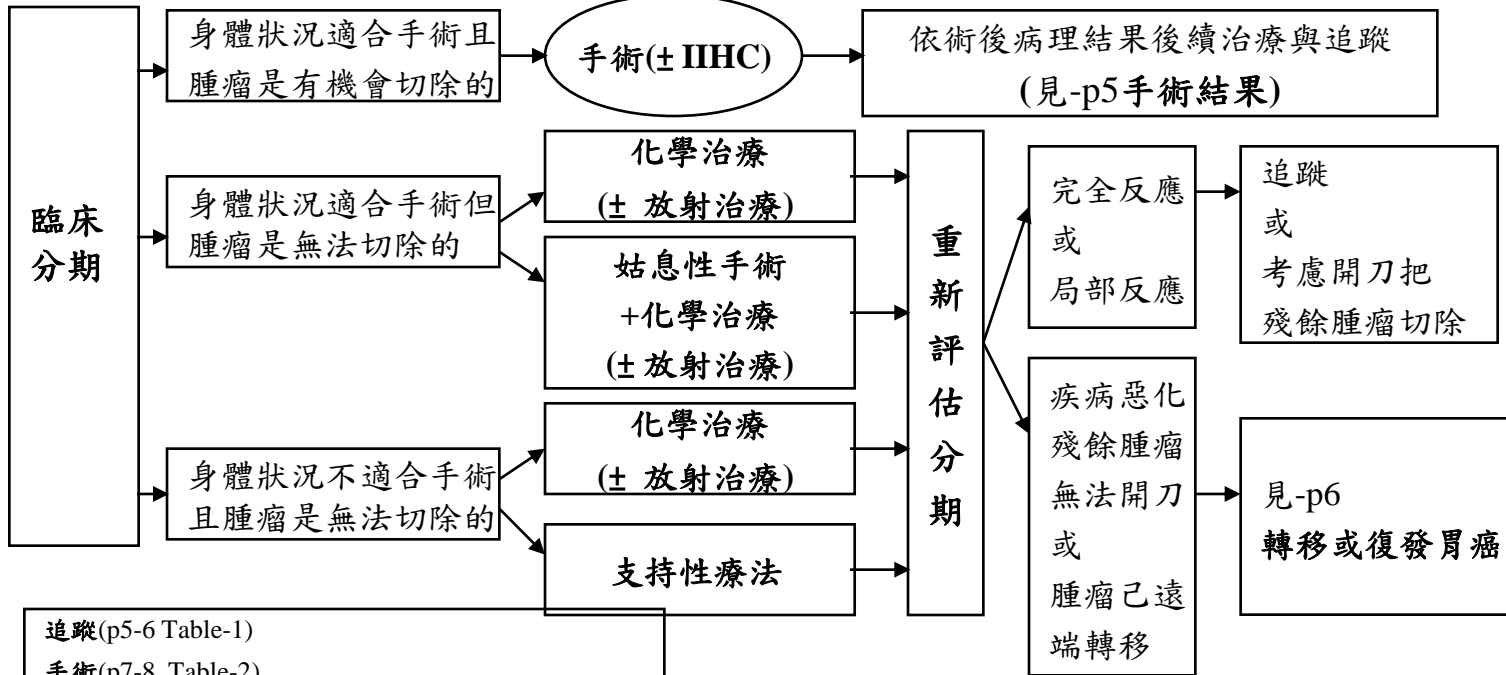 臨床
分期
身體狀況適合手術且
腫瘤是有機會切除的
手術(± IIHC)
依術後病理結果後續治療與追蹤
(見-p5手術結果)
身體狀況適合手術但
腫瘤是無法切除的
化學治療
(± 放射治療)
姑息性手術
+化學治療
(± 放射治療)
身體狀況不適合手術
且腫瘤是無法切除的
化學治療
(± 放射治療)
支持性療法
重
新
評
估
分
期
完全反應
或
局部反應
追蹤
或
考慮開刀把
殘餘腫瘤切除
疾病惡化
殘餘腫瘤
無法開刀
或
腫瘤己遠
端轉移
見-p6
轉移或復發胃癌
追蹤(p5-6 Table-1)
手術(p7-8 Table-2)